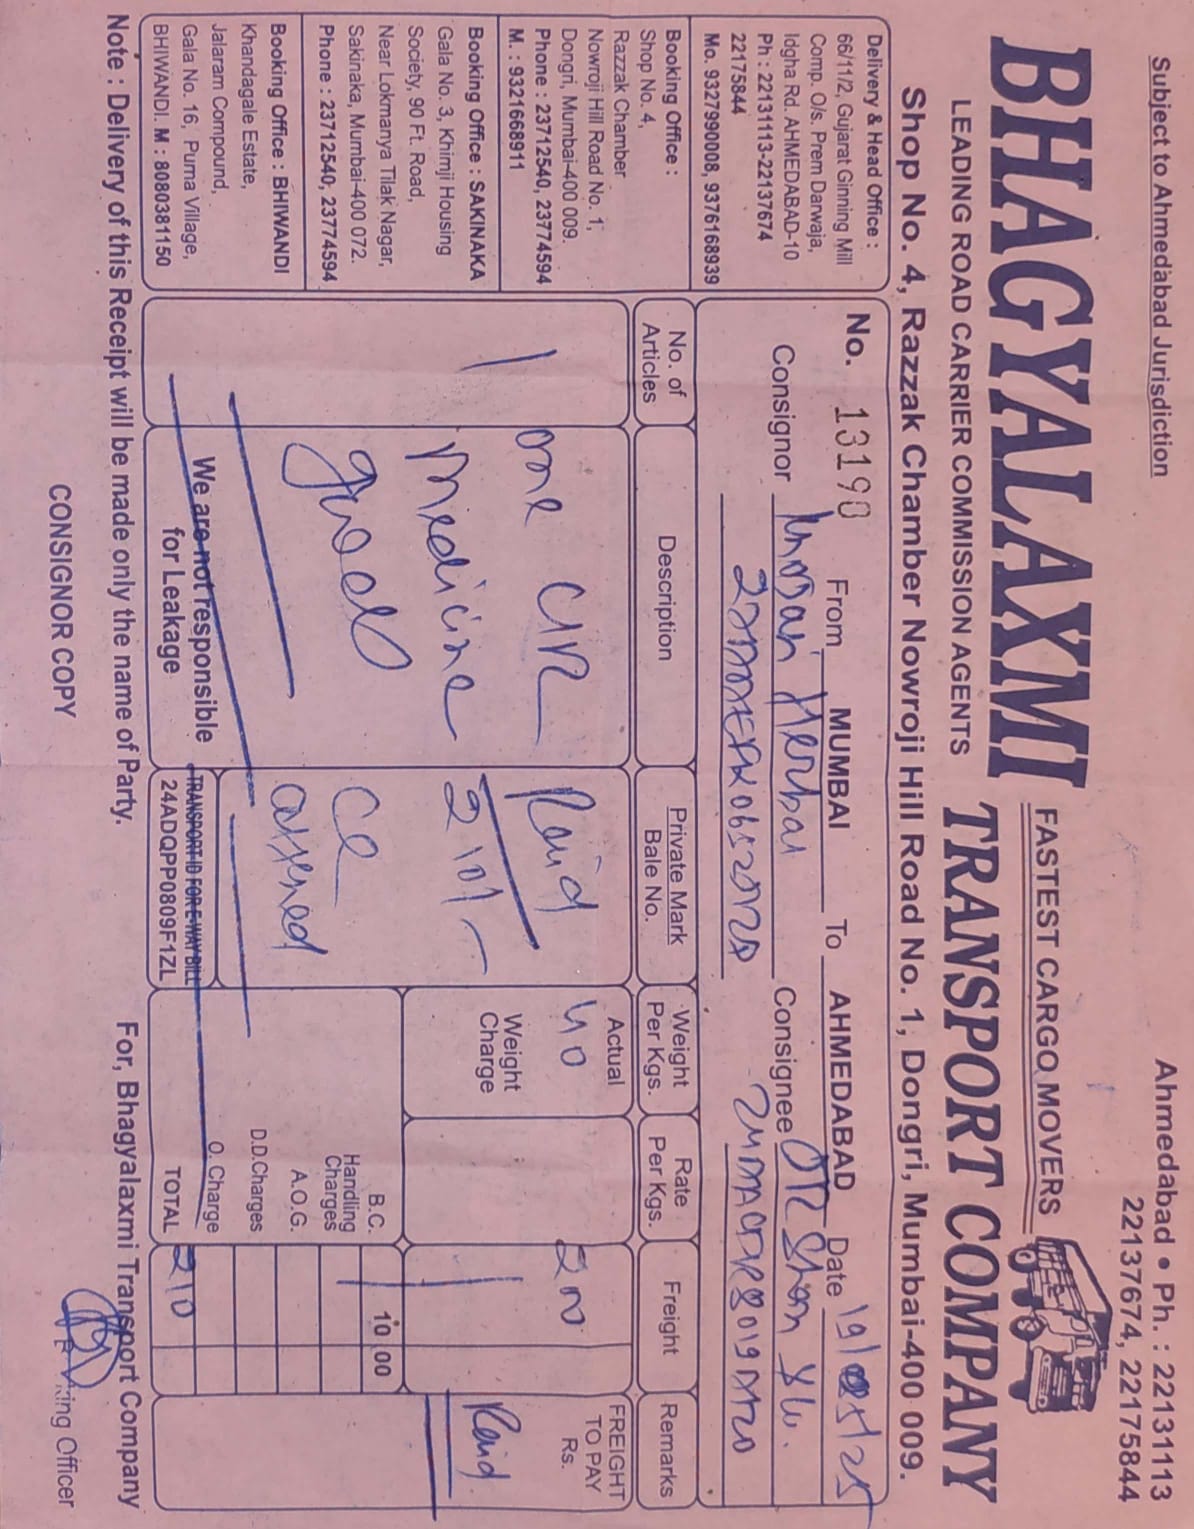 Subject to Ahmedabad Jurisdiction
Ahmedabad • Ph. : 22131113
22137674, 22175844
BHAGYALAXMI TRANSPORT COMPANY
FASTEST CARGO MOVERS
LEADING ROAD CARRIER COMMISSION AGENTS
Shop No. 4, Razzak Chamber Nowroji Hill Road No. 1, Dongri, Mumbai-400 009.
Delivery & Head Office :
66/11/2, Gujarat Ginning Mill
Comp. O/s. Prem Darwaja,
Idgha Rd. AHMEDABAD-10
Ph : 22131113-22137674
22175844
Mo. 9327990008, 9376168939
Booking Office :
Shop No. 4,
Razzak Chamber
Nowroji Hill Road No. 1,
Dongri, Mumbai-400 009.
Phone : 23712540, 23774594
M. : 9321668911
Booking Office : SAKINAKA
Gala No. 3, Khimji Housing
Society, 90 Ft. Road,
Near Lokmanya Tilak Nagar,
Sakinaka, Mumbai-400 072.
Phone : 23712540, 23774594
Booking Office : BHIWANDI
Khandagale Estate,
Jalaram Compound,
Gala No. 16, Purna Village,
BHIWANDI. M : 8080381150
No. 13190 From MUMBAI To AHMEDABAD Date 19/05/25
Consignor Herbal Consignee
No. of Articles
Description
Private Mark
Bale No.
Weight Per Kgs.
Rate Per Kgs.
Freight
Remarks
1
one
Medicine
good
Paid
210/-
Actual
40
Weight Charge
200
FREIGHT TO PAY Rs.
Paid
B.C. 10 00
Handling Charges
A.O.G.
D.D.Charges
O. Charge
TOTAL 210
We are not responsible
for Leakage
TRANSPORT ID FOR E-WAY BILL
24ADQPP0809F1ZL
Note : Delivery of this Receipt will be made only the name of Party.
For, Bhagyalaxmi Transport Company
CONSIGNOR COPY
king Officer